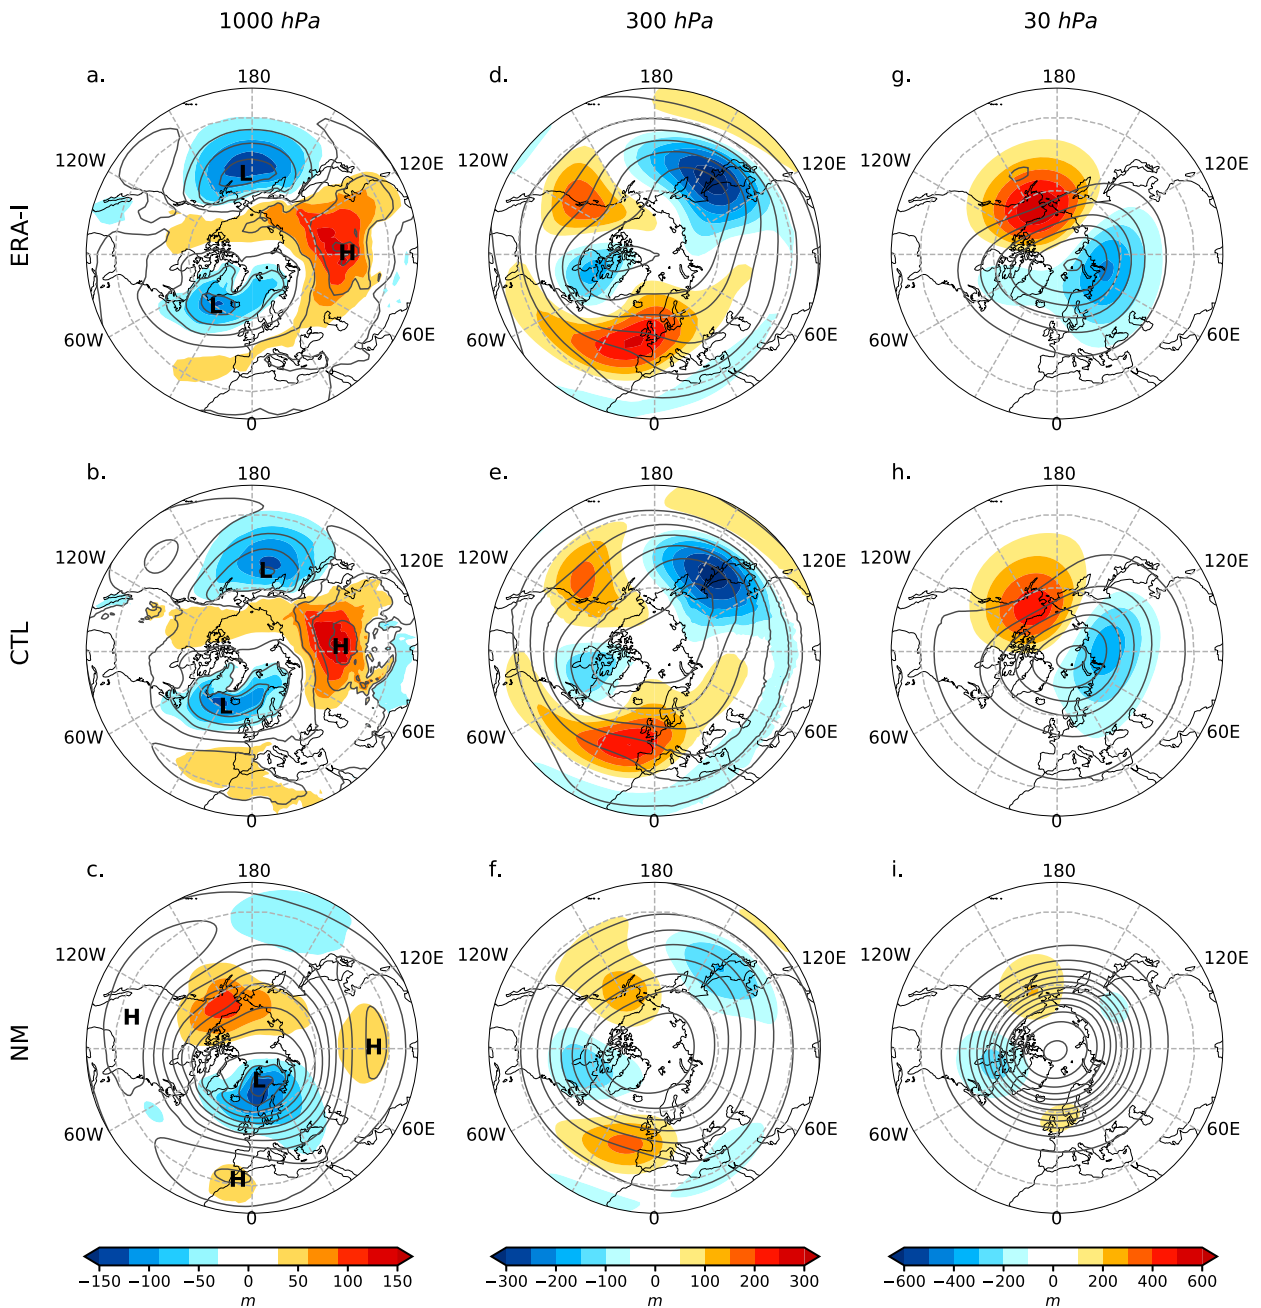 1000 hPa 300 hPa 30 hPa
a. 180 d. 180 g. 180
120W 120E 120W 120E 120W 120E
L
ERA-I
H
L
60W 60E 60W 60E 60W 60E
0 0 0
b. 180 e. 180 h. 180
120W 120E 120W 120E 120W 120E
L
CTL
H
L
60W 60E 60W 60E 60W 60E
0 0 0
c. 180 f. 180 i. 180
120W 120E 120W 120E 120W 120E
H
NM
H
L
60W 60E 60W 60E 60W 60E
H
0 0 0
−150 −100 −50 0 50 100 150 −300 −200 −100 0 100 200 300 −600 −400 −200 0 200 400 600
m m m